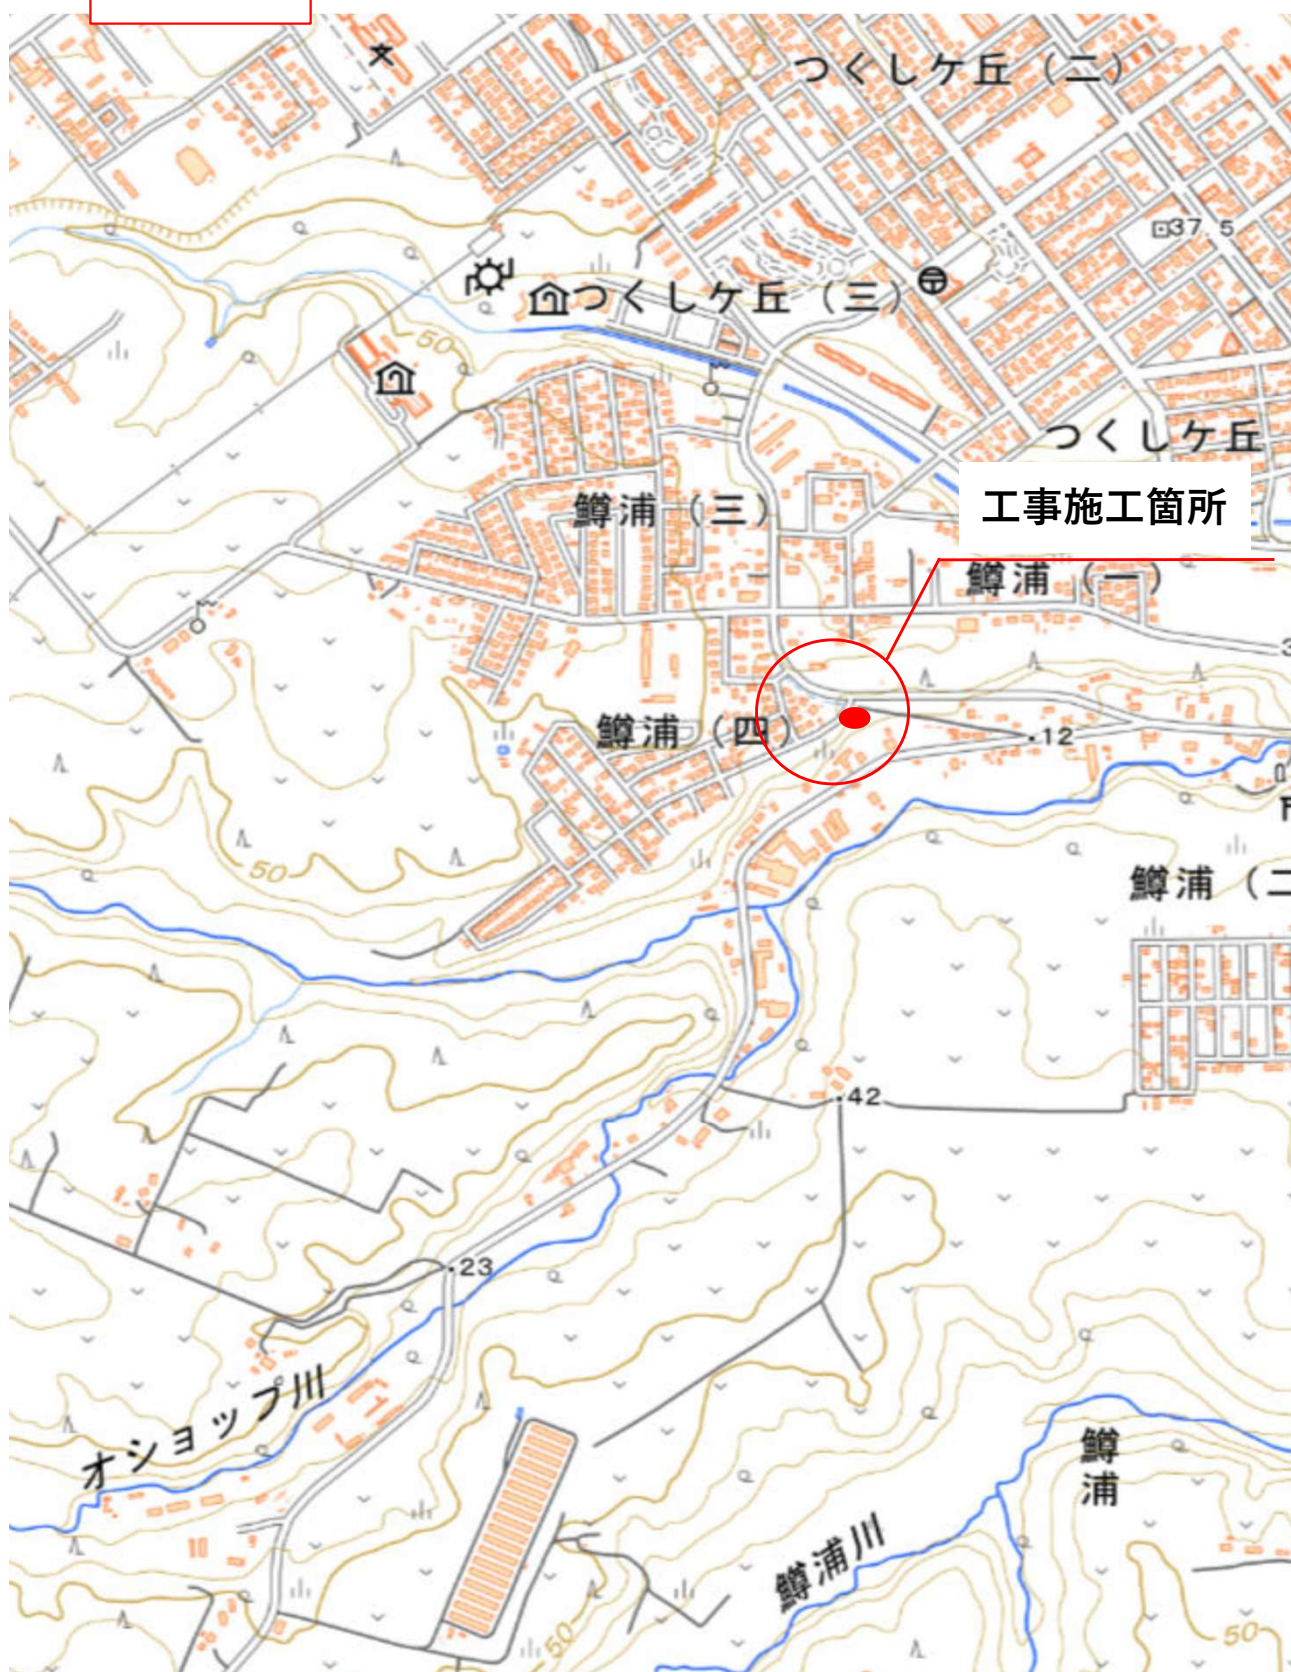 つくしケ丘（二）
37.5
つくしケ丘（三）
50
つくしケ丘
鱒浦（三）
工事施工箇所
鱒浦（一）
3
鱒浦（四）
12
50
鱒浦（二
42
23
オショップ川
鱒浦
鱒浦川
50
50